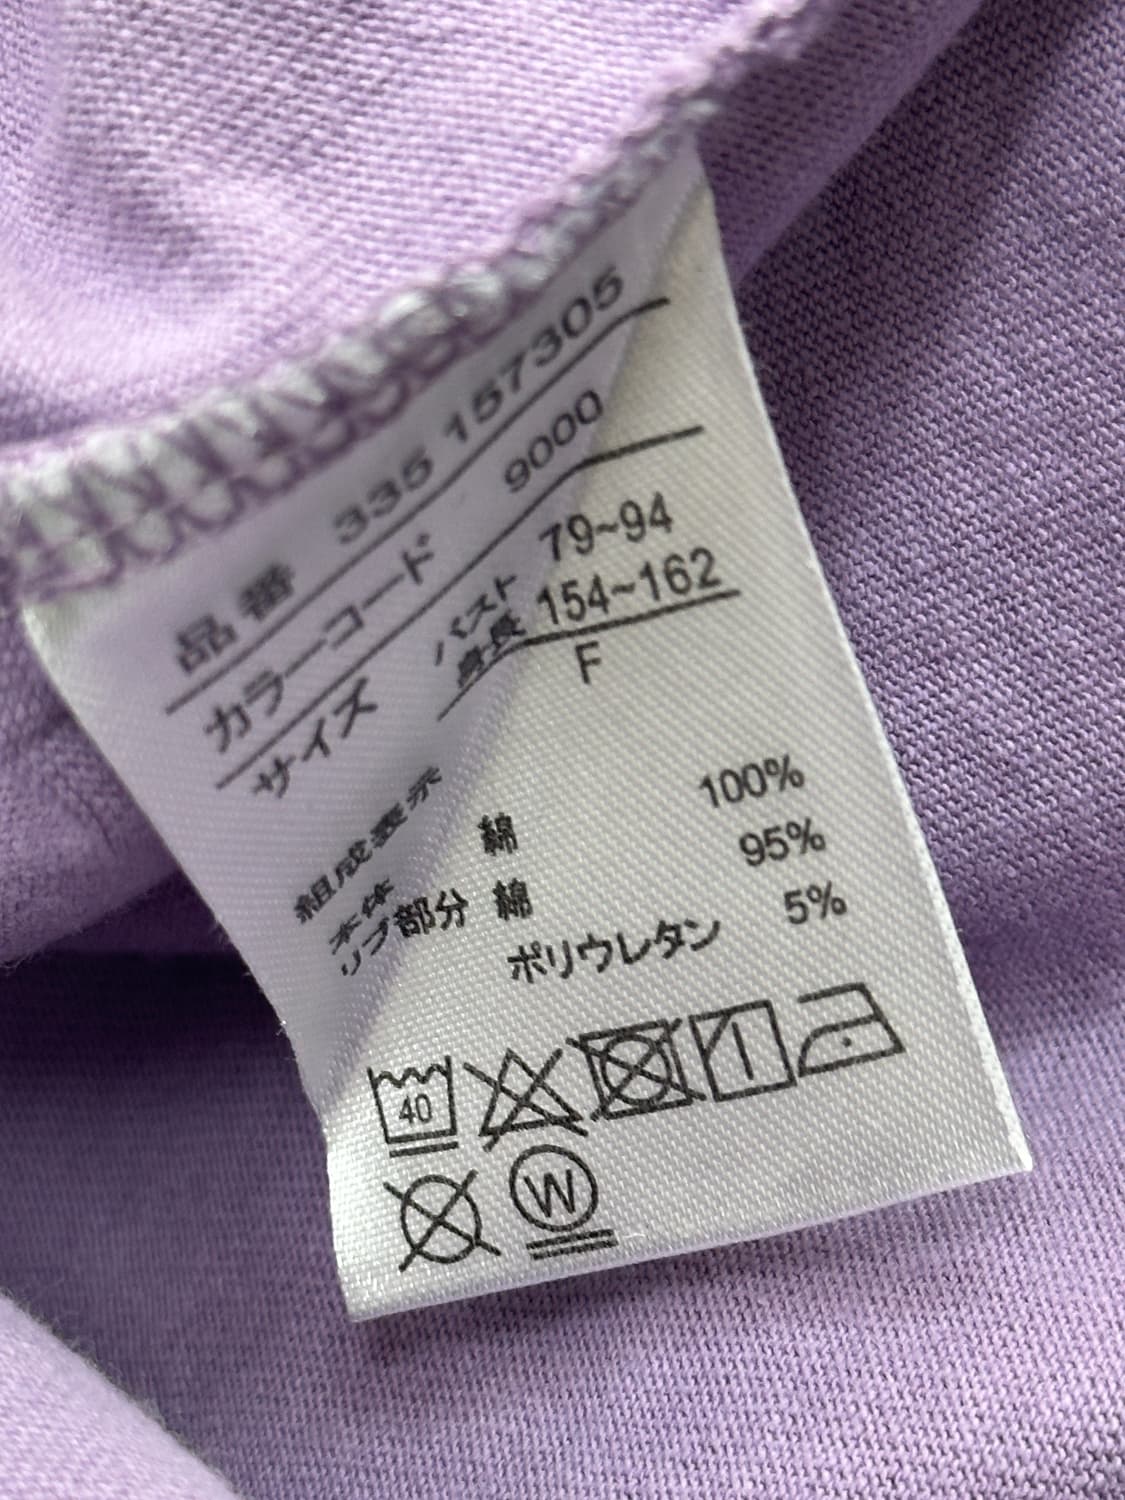 品番 335 157305
カラーコード 9000
サイズ バスト 79~94
身長 154~162
F
組成表示
本体 綿 100%
リブ部分 綿 95%
ポリウレタン 5%
40
W